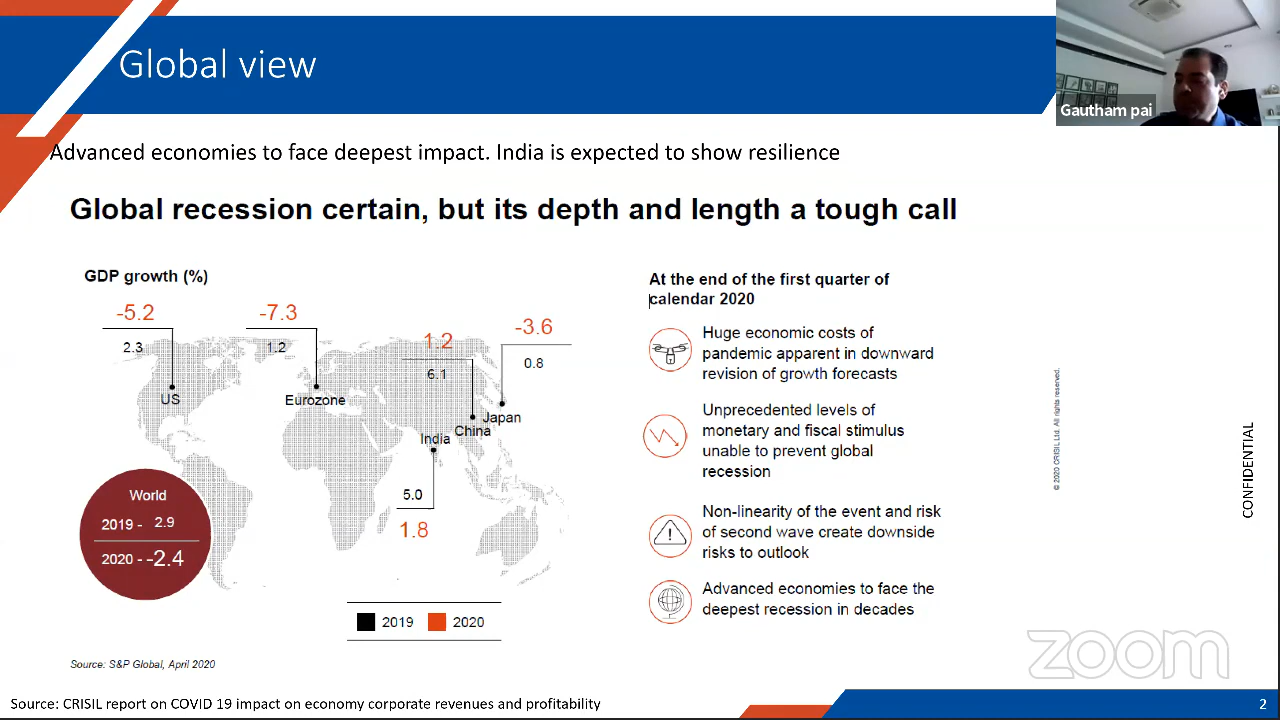 Global view
Gautham pai
Advanced economies to face deepest impact. India is expected to show resilience
Global recession certain, but its depth and length a tough call
GDP growth (%)
-5.2
2.3
US
-7.3
1.2
Eurozone
1.2
6.1
China
-3.6
0.8
Japan
India
5.0
1.8
World
2019 - 2.9
2020 - -2.4
2019 2020
Source: S&P Global, April 2020
At the end of the first quarter of
calendar 2020
Huge economic costs of
pandemic apparent in downward
revision of growth forecasts
Unprecedented levels of
monetary and fiscal stimulus
unable to prevent global
recession
Non-linearity of the event and risk
of second wave create downside
risks to outlook
Advanced economies to face the
deepest recession in decades
© 2020 CRISIL Ltd. All rights reserved.
CONFIDENTIAL
zoom
Source: CRISIL report on COVID 19 impact on economy corporate revenues and profitability
2